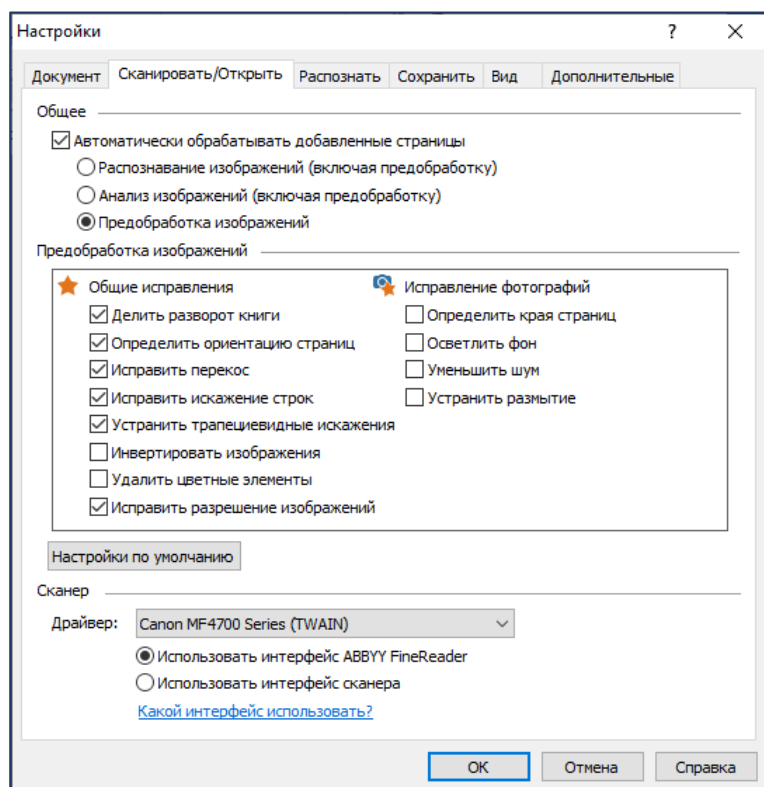 Настройки
Документ Сканировать/Открыть Распознать Сохранить Вид Дополнительные
Общее
Автоматически обрабатывать добавленные страницы
Распознавание изображений (включая предобработку)
Анализ изображений (включая предобработку)
Предобработка изображений
Предобработка изображений
Общие исправления
Делить разворот книги
Определить ориентацию страниц
Исправить перекос
Исправить искажение строк
Устранить трапециевидные искажения
Инвертировать изображения
Удалить цветные элементы
Исправить разрешение изображений
Исправление фотографий
Определить края страниц
Осветлить фон
Уменьшить шум
Устранить размытие
Настройки по умолчанию
Сканер
Драйвер: Canon MF4700 Series (TWAIN)
Использовать интерфейс ABBYY FineReader
Использовать интерфейс сканера
Какой интерфейс использовать?
ОК Отмена Справка